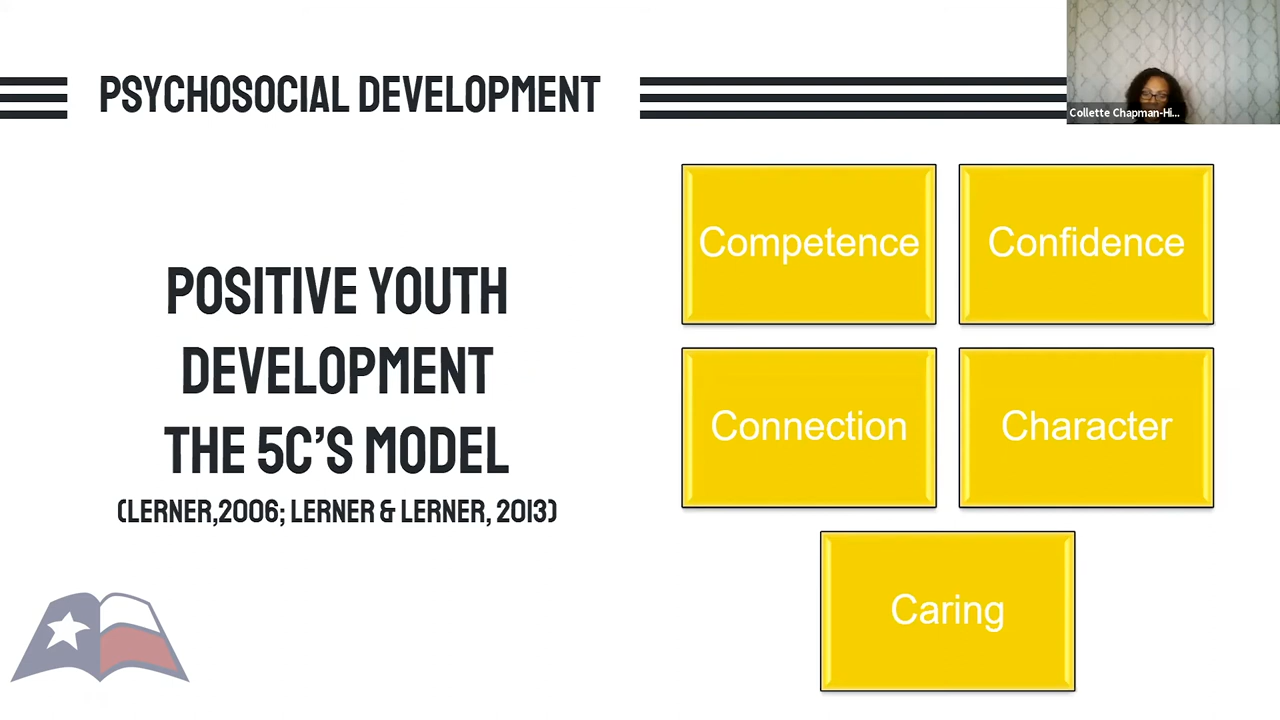 PSYCHOSOCIAL DEVELOPMENT
Collette Chapman-Hi...
POSITIVE YOUTH
DEVELOPMENT
THE 5C'S MODEL
(LERNER,2006; LERNER & LERNER, 2013)
Competence
Confidence
Connection
Character
Caring